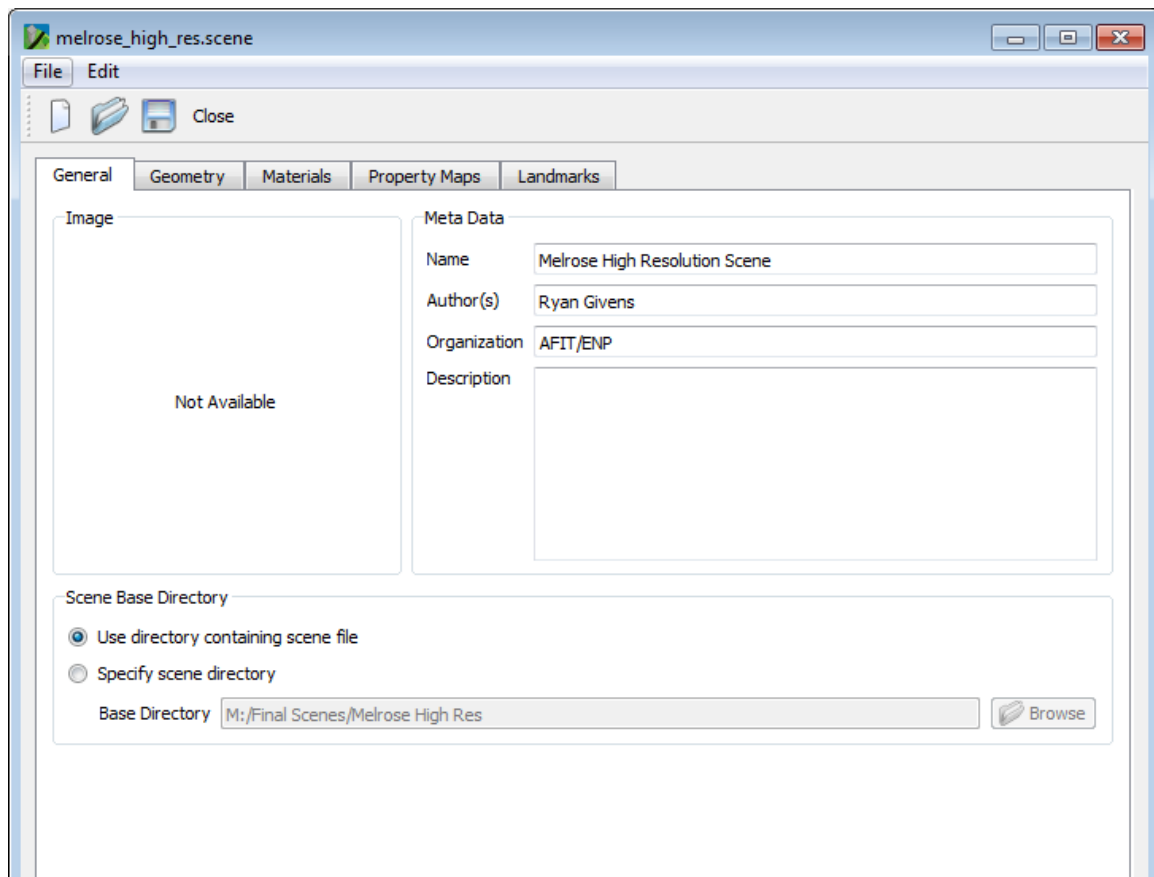 melrose_high_res.scene
File Edit
Close
General Geometry Materials Property Maps Landmarks
Image
Not Available
Meta Data
Name Melrose High Resolution Scene
Author(s) Ryan Givens
Organization AFIT/ENP
Description
Scene Base Directory
Use directory containing scene file
Specify scene directory
Base Directory M:/Final Scenes/Melrose High Res Browse